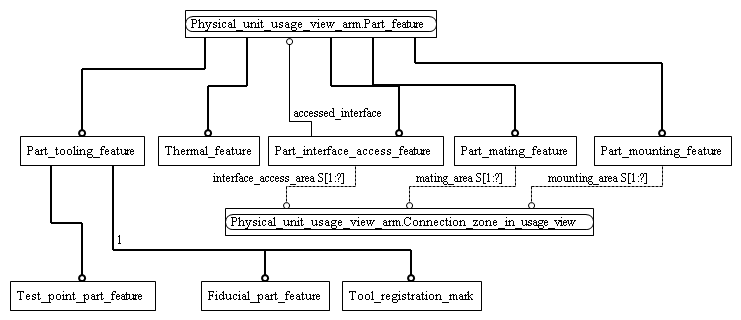 Physical_unit_usage_view_arm.Part_feature
accessed_interface
Part_tooling_feature
Thermal_feature
Part_interface_access_feature
Part_mating_feature
Part_mounting_feature
interface_access_area S[1:?]
mating_area S[1:?]
mounting_area S[1:?]
Physical_unit_usage_view_arm.Connection_zone_in_usage_view
1
Test_point_part_feature
Fiducial_part_feature
Tool_registration_mark